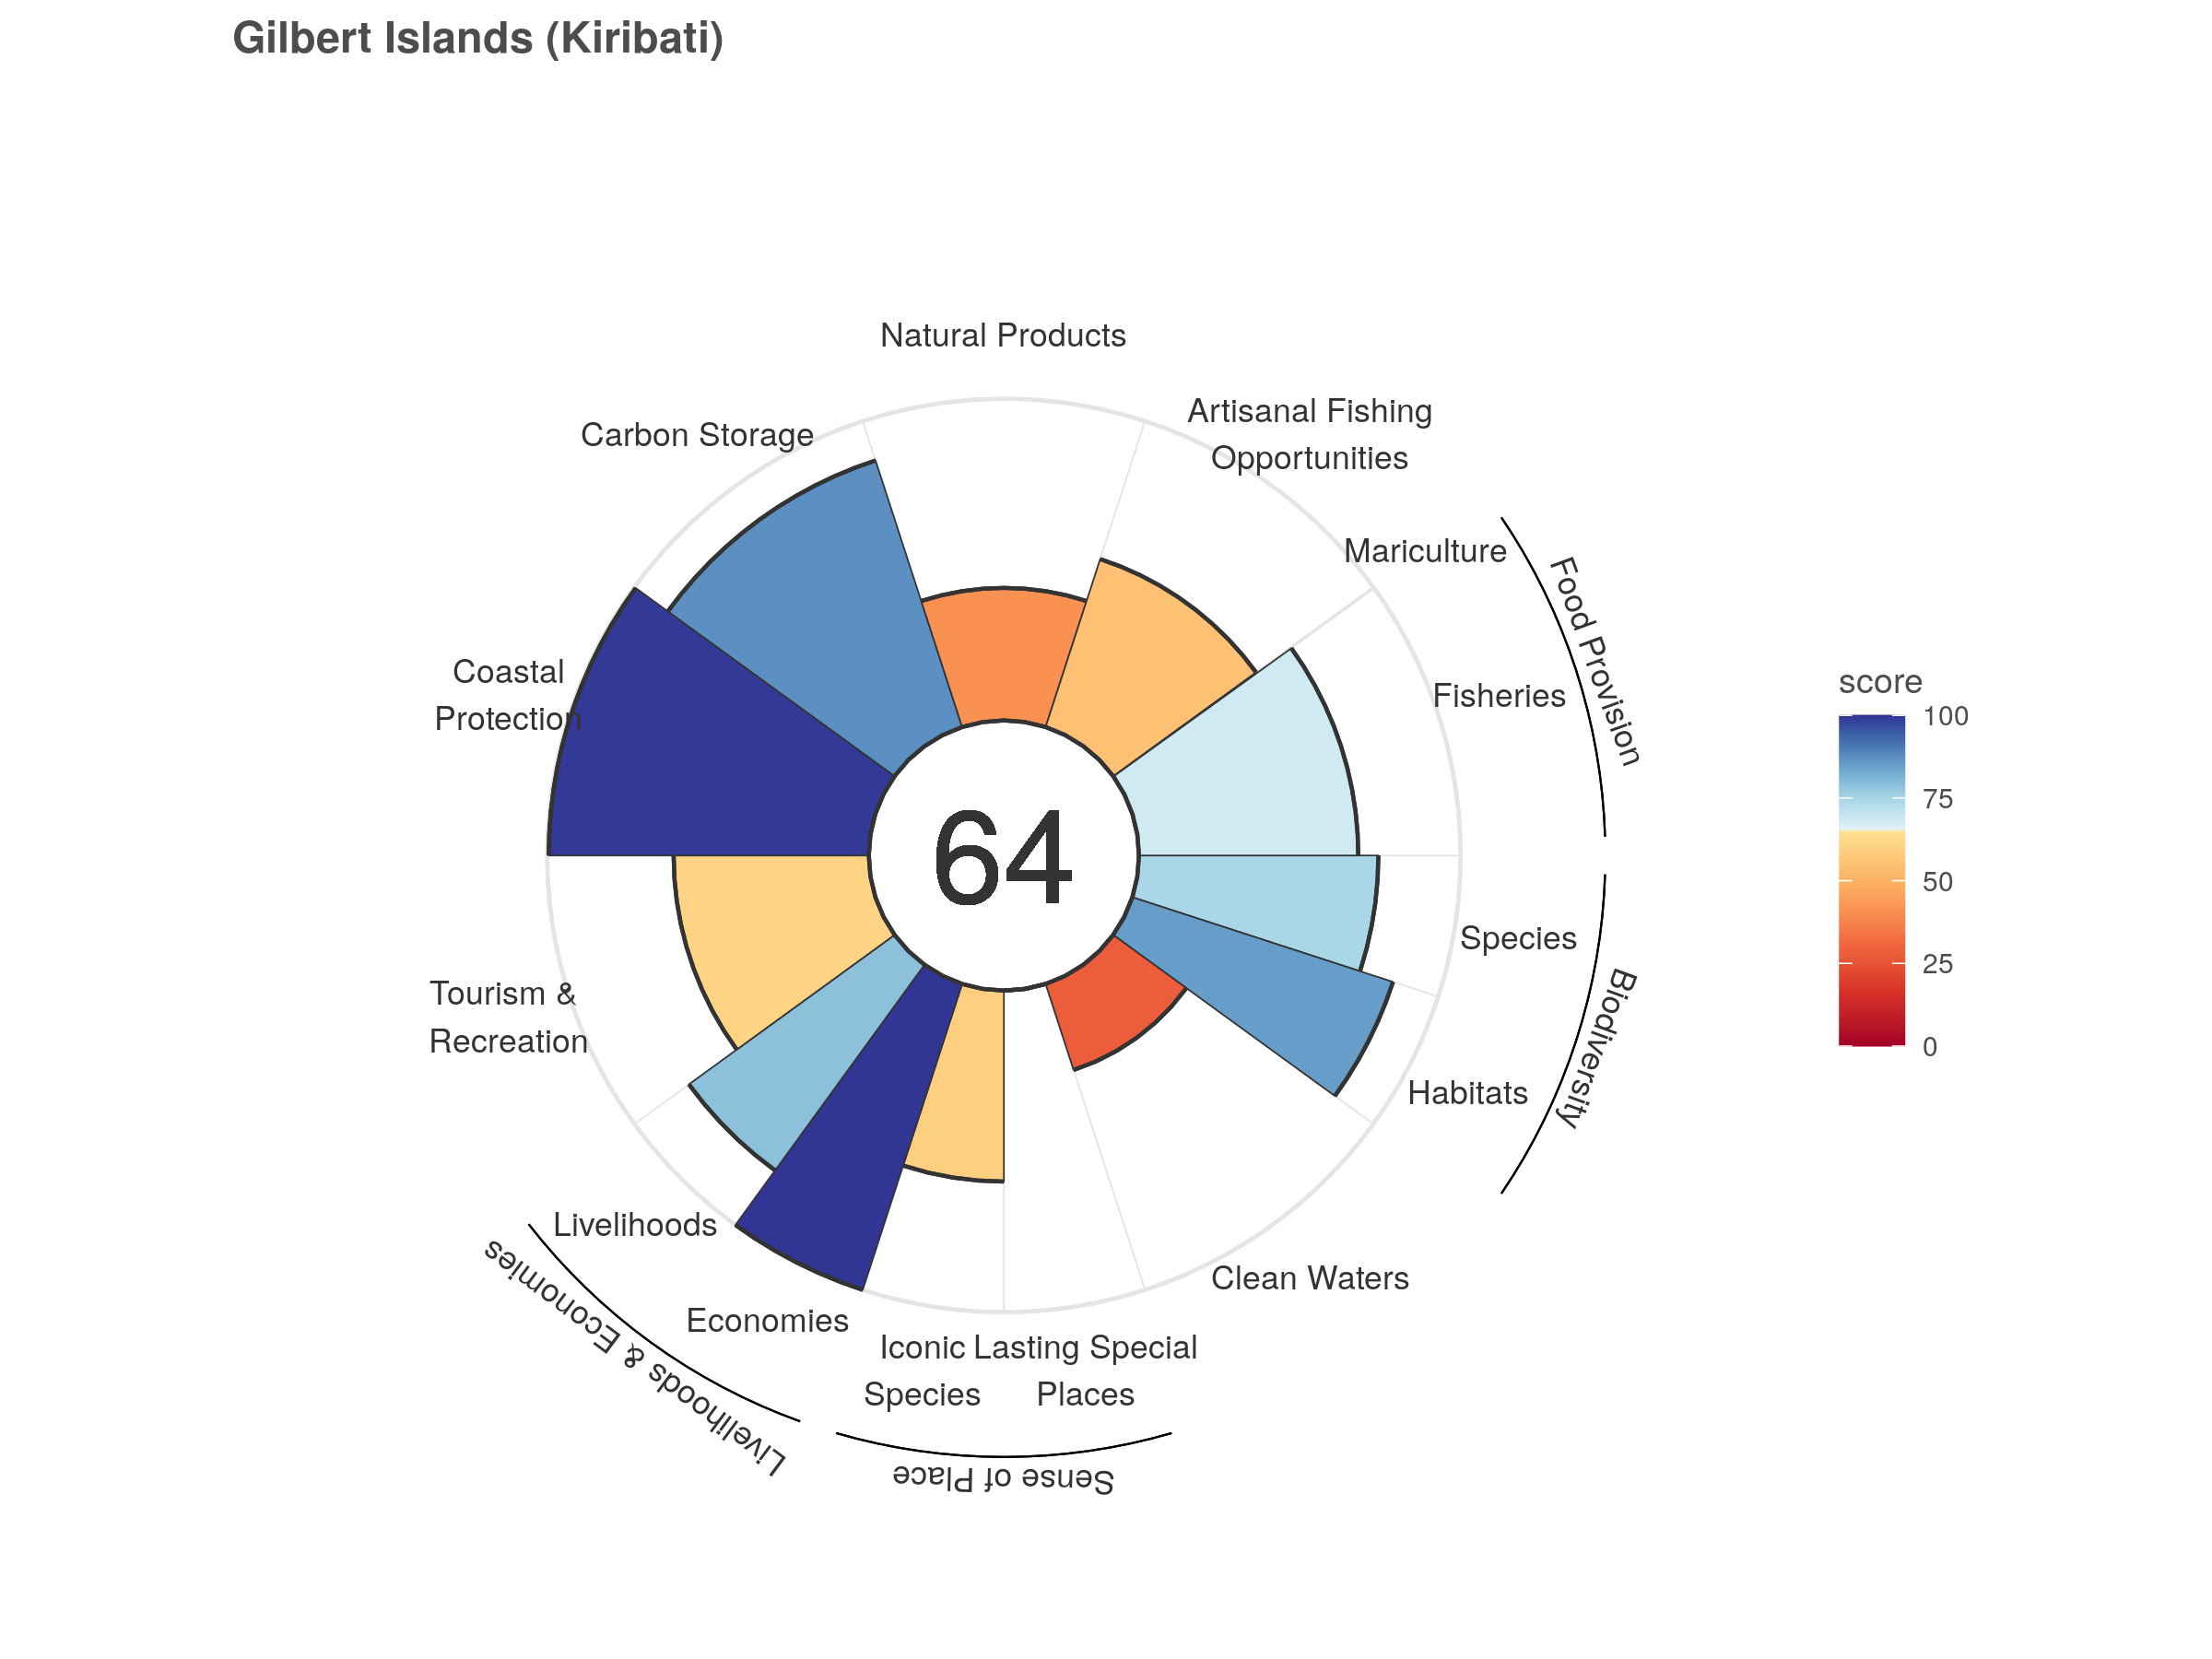 Gilbert Islands (Kiribati)
Natural Products
Artisanal Fishing
Opportunities
Carbon Storage
Mariculture
Food Provision
Fisheries
Coastal
Protection
64
score
100
75
50
25
0
Species
Biodiversity
Habitats
Tourism &
Recreation
Livelihoods
Clean Waters
Economies
Livelihoods & Economies
Iconic
Species
Lasting Special
Places
Sense of Place